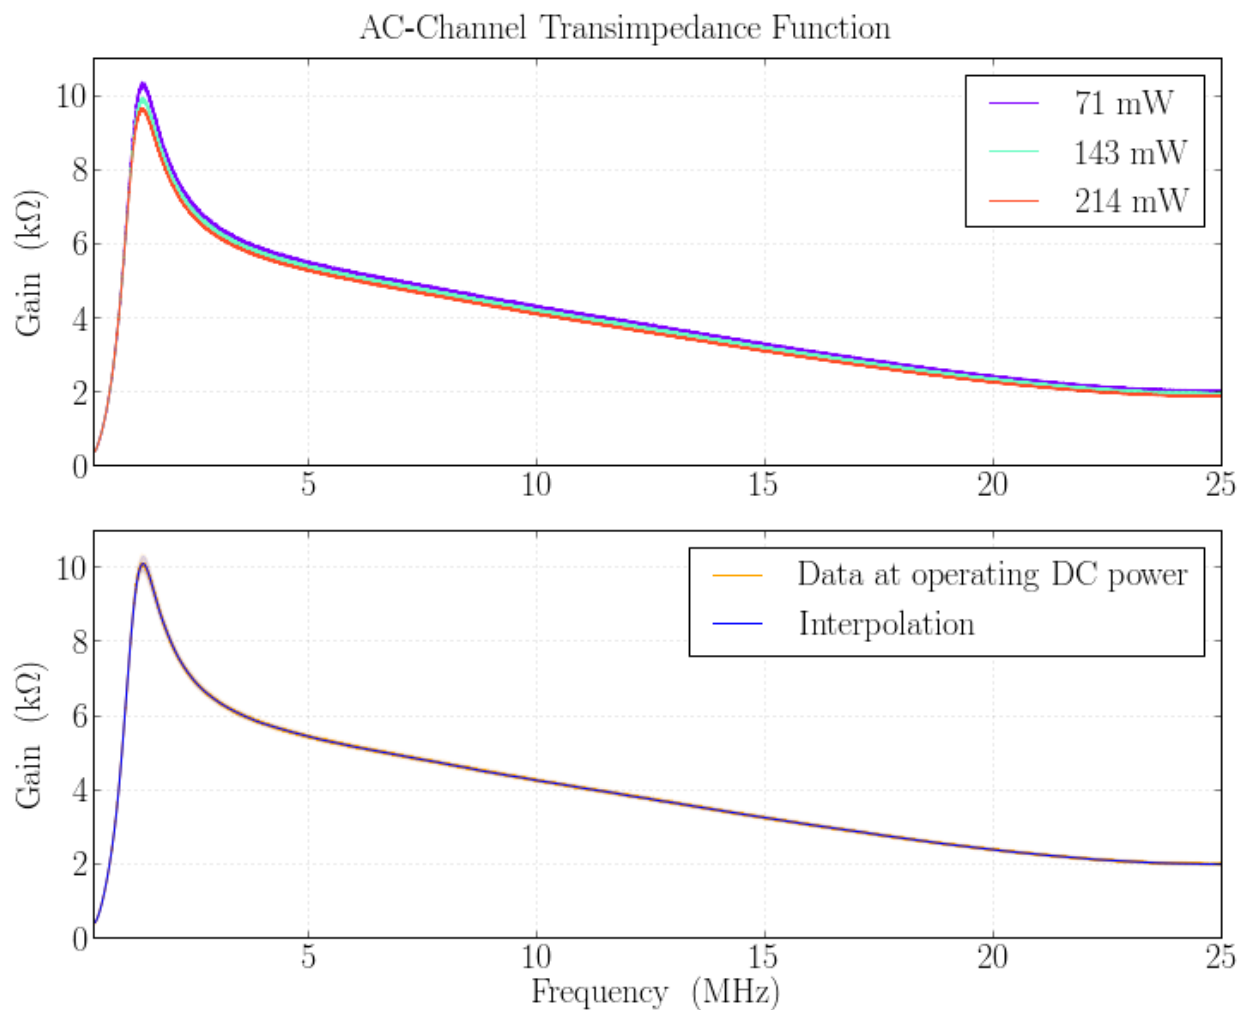 AC-Channel Transimpedance Function
Gain (kΩ)
10
8
6
4
2
0
71 mW
143 mW
214 mW
5 10 15 20 25
Gain (kΩ)
10
8
6
4
2
0
Data at operating DC power
Interpolation
5 10 15 20 25
Frequency (MHz)